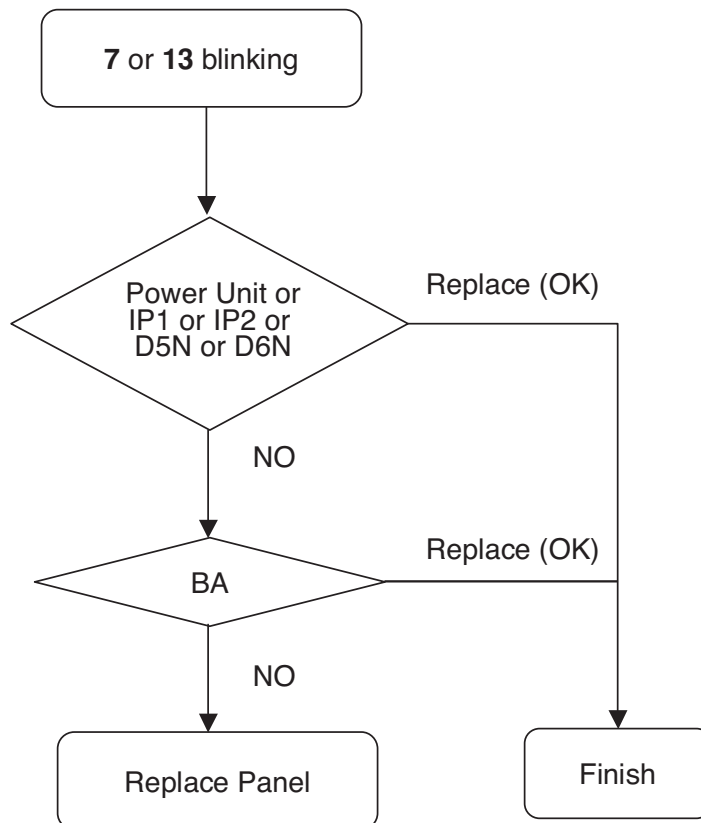 7 or 13 blinking
Power Unit or
IP1 or IP2 or
D5N or D6N
Replace (OK)
NO
BA
Replace (OK)
NO
Replace Panel
Finish